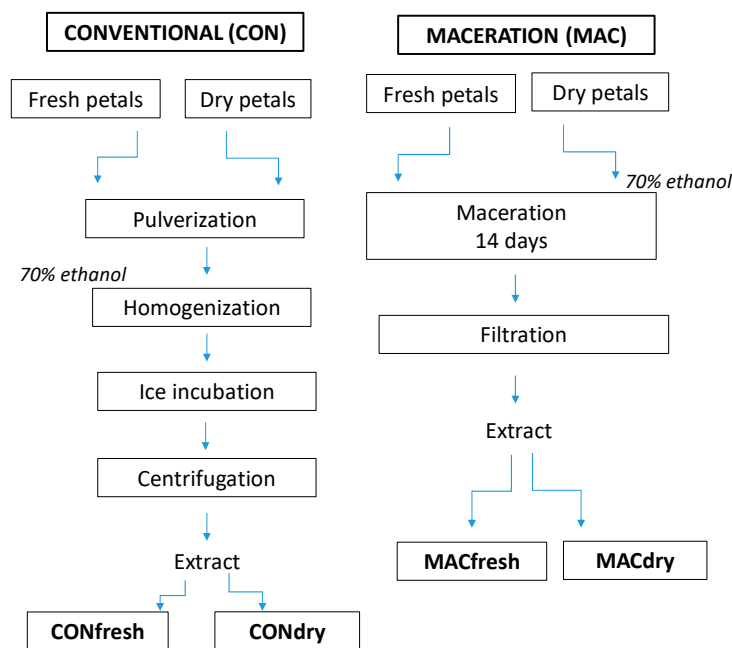 CONVENTIONAL (CON)
Fresh petals
Dry petals
Pulverization
70% ethanol
Homogenization
Ice incubation
Centrifugation
Extract
CONfresh
CONdry
MACERATION (MAC)
Fresh petals
Dry petals
70% ethanol
Maceration
14 days
Filtration
Extract
MACfresh
MACdry